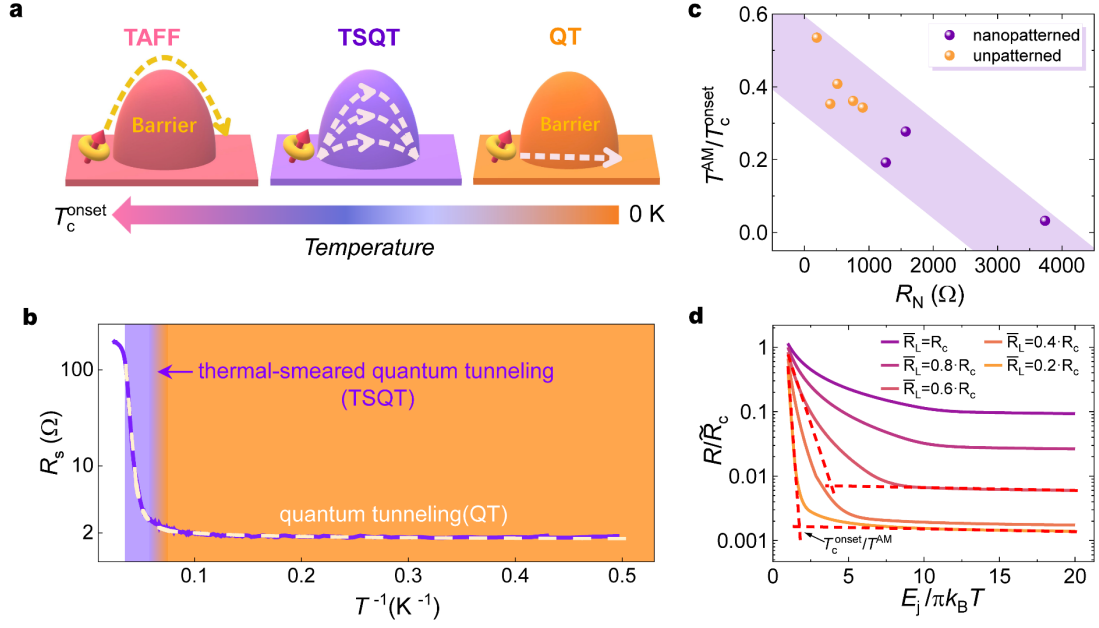 a
TAFF
TSQT
QT
Barrier
Barrier
T_c^onset
0 K
Temperature
b
thermal-smeared quantum tunneling
(TSQT)
quantum tunneling(QT)
100
10
2
R_s (Ω)
0.1
0.2
0.3
0.4
0.5
T⁻¹(K⁻¹)
c
nanopatterned
unpatterned
0.6
0.4
0.2
0.0
T^AM/T_c^onset
0
1000
2000
3000
4000
R_N (Ω)
d
R̅_L=R_c
R̅_L=0.8·R_c
R̅_L=0.6·R_c
R̅_L=0.4·R_c
R̅_L=0.2·R_c
1
0.1
0.01
0.001
R/R̃_c
T_c^onset/T^AM
0
5
10
15
20
E_j/πk_BT